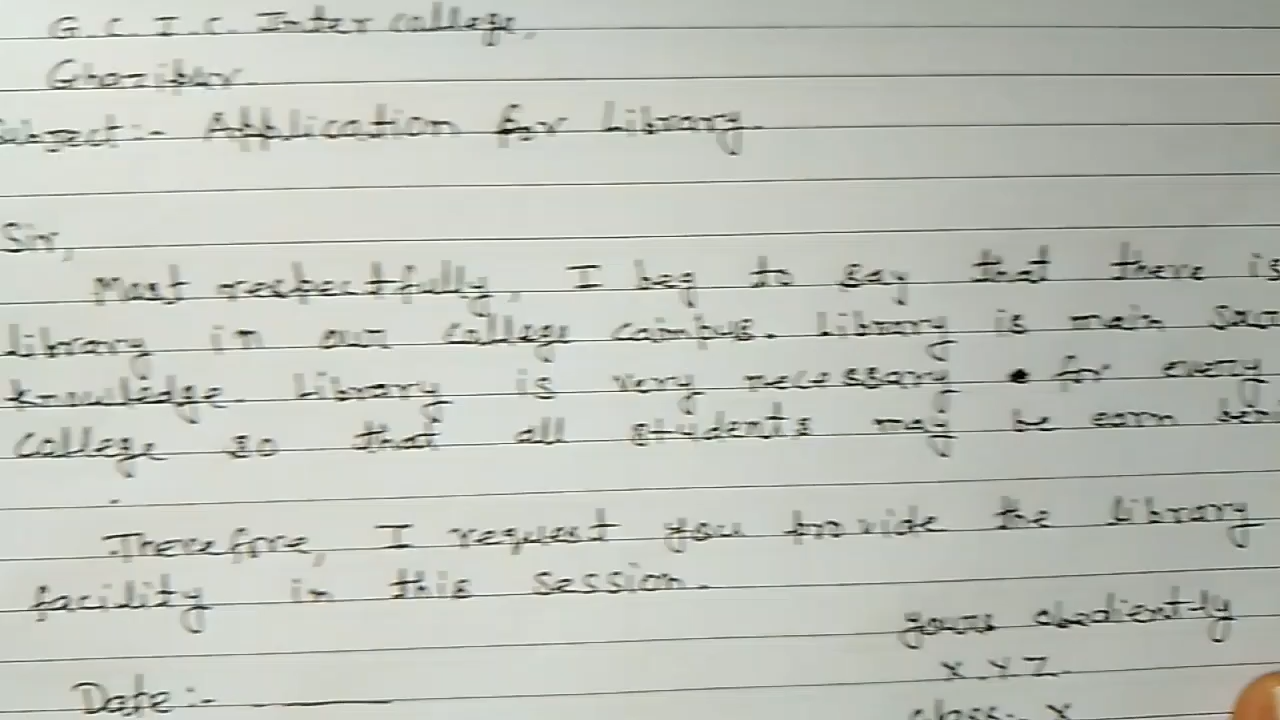 G.C.I.C. Inter college,
Ghazipur.
Subject:- Application for Library.
Sir,
Most respectfully, I beg to say that there is
library in our college campus. Library is main
knowledge. Library is very necessary for every
college so that all students may be earn
Therefore, I request you provide the library
facility in this session.
yours obediently
X.Y.Z.
Date:-
class:- X